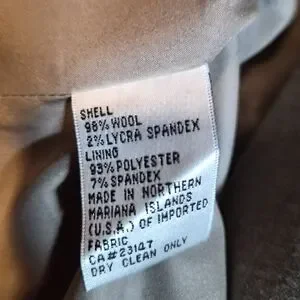 SHELL
98% WOOL
2% LYCRA SPANDEX
LINING
93% POLYESTER
7% SPANDEX
MADE IN NORTHERN
MARIANA ISLANDS
(U.S.A.) OF IMPORTED
FABRIC
CA#23147
DRY CLEAN ONLY